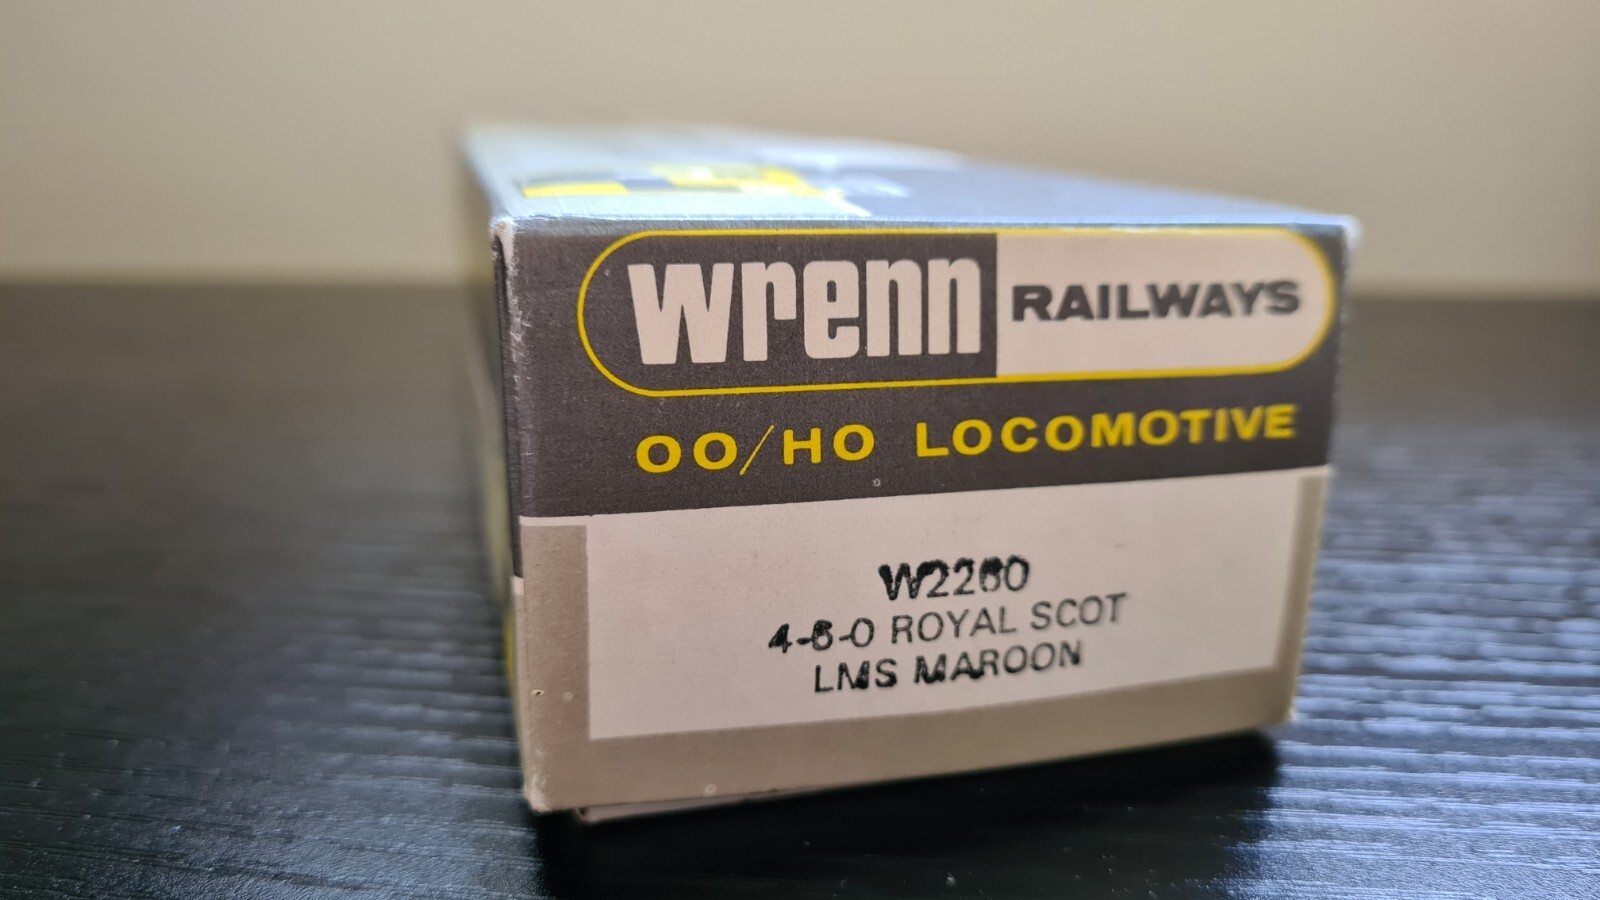 wrenn RAILWAYS
OO/HO LOCOMOTIVE
W2260
4-6-0 ROYAL SCOT
LMS MAROON